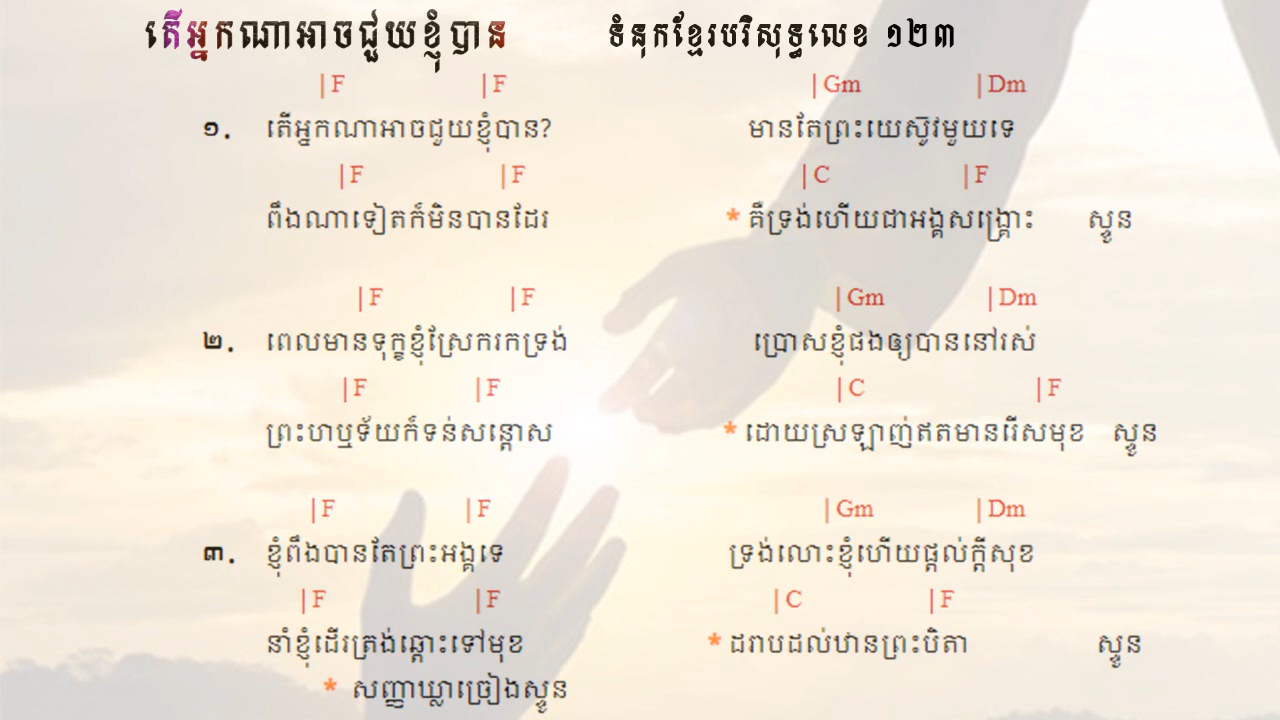 តើអ្នកណាអាចជួយខ្ញុំបាន ទំនុកខ្មែរបរិសុទ្ធលេខ ១២៣
|F |F |Gm |Dm
១. តើអ្នកណាអាចជួយខ្ញុំបាន? មានតែព្រះយេស៊ូវមួយទេ
|F |F |C |F
ពឹងណាទៀតក៏មិនបានដែរ * គឺទ្រង់ហើយជាអង្គសង្គ្រោះ ស្ទូន
|F |F |Gm |Dm
២. ពេលមានទុក្ខខ្ញុំស្រែករកទ្រង់ ប្រោសខ្ញុំផងឲ្យបាននៅរស់
|F |F |C |F
ព្រះហឬទ័យក៏ទន់សន្តោស * ដោយស្រឡាញ់ឥតមានរើសមុខ ស្ទូន
|F |F |Gm |Dm
៣. ខ្ញុំពឹងបានតែព្រះអង្គទេ ទ្រង់លោះខ្ញុំហើយផ្តល់ក្តីសុខ
|F |F |C |F
នាំខ្ញុំដើរត្រង់ឆ្ពោះទៅមុខ * ដរាបដល់ឋានព្រះបិតា ស្ទូន
* សញ្ញាឃ្លាច្រៀងស្ទូន